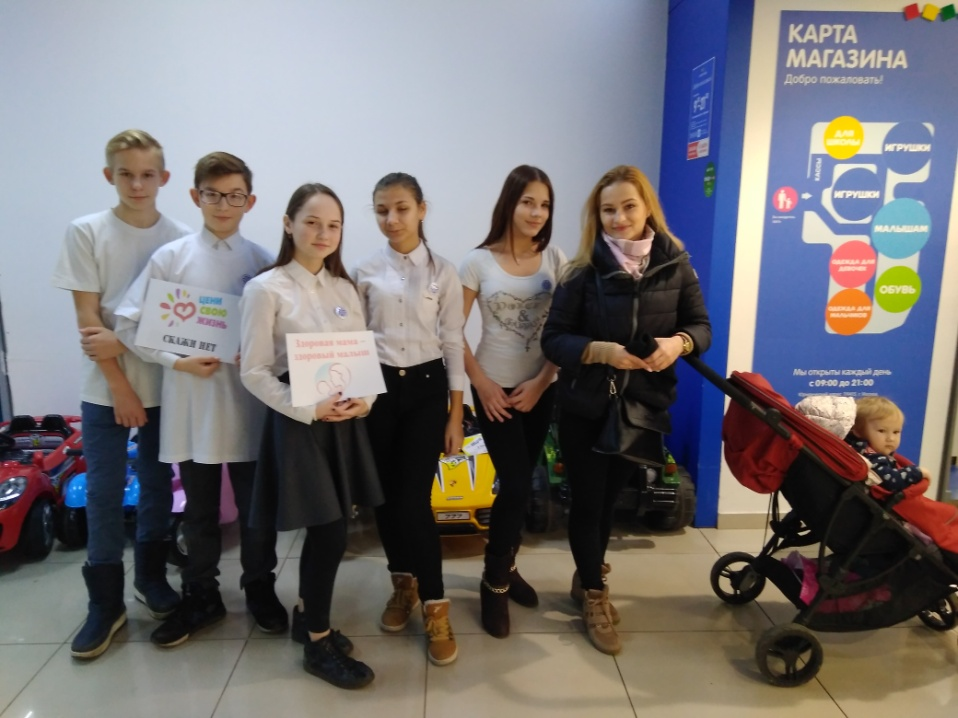 ЦЕНИ
СВОЮ
ЖИЗНЬ
СКАЖИ НЕТ
Здоровая мама –
здоровый малыш
КАРТА
МАГАЗИНА
Добро пожаловать!
ДЛЯ
ШКОЛЫ
ИГРУШКИ
КАССЫ
ИГРУШКИ
МАЛЫШАМ
ОДЕЖДА ДЛЯ
ДЕВОЧЕК
ОБУВЬ
ОДЕЖДА ДЛЯ
МАЛЬЧИКОВ
Мы открыты каждый
день
с 09:00 до 21:00